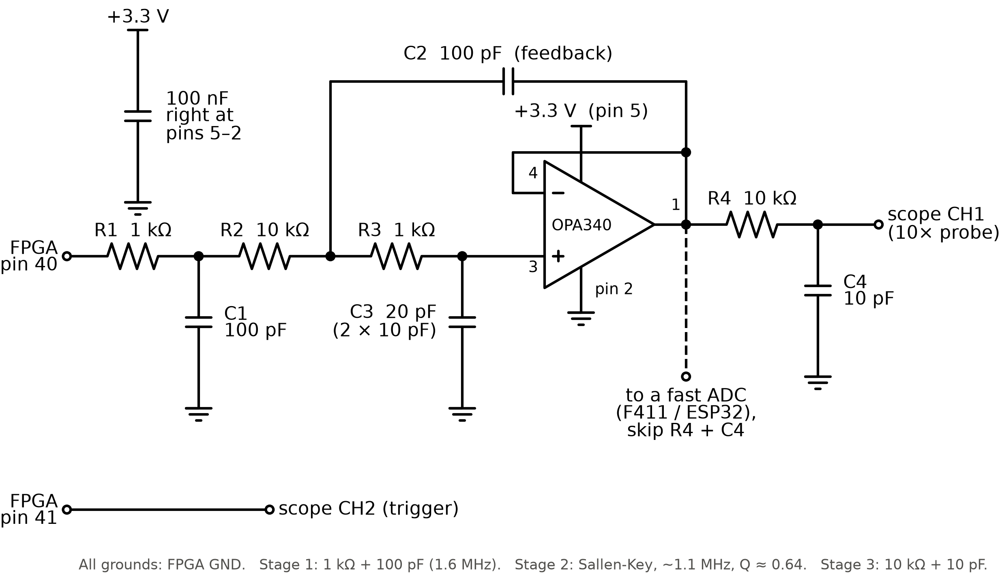 +3.3 V
C2  100 pF  (feedback)
100 nF
right at
pins 5–2
+3.3 V  (pin 5)
4
1
R4  10 kΩ
scope CH1
(10× probe)
OPA340
R1  1 kΩ
R2  10 kΩ
R3  1 kΩ
FPGA
pin 40
3
pin 2
C1
100 pF
C3  20 pF
(2 × 10 pF)
C4
10 pF
to a fast ADC
(F411 / ESP32),
skip R4 + C4
FPGA
pin 41
scope CH2 (trigger)
All grounds: FPGA GND.   Stage 1: 1 kΩ + 100 pF (1.6 MHz).   Stage 2: Sallen-Key, ~1.1 MHz, Q ≈ 0.64.   Stage 3: 10 kΩ + 10 pF.